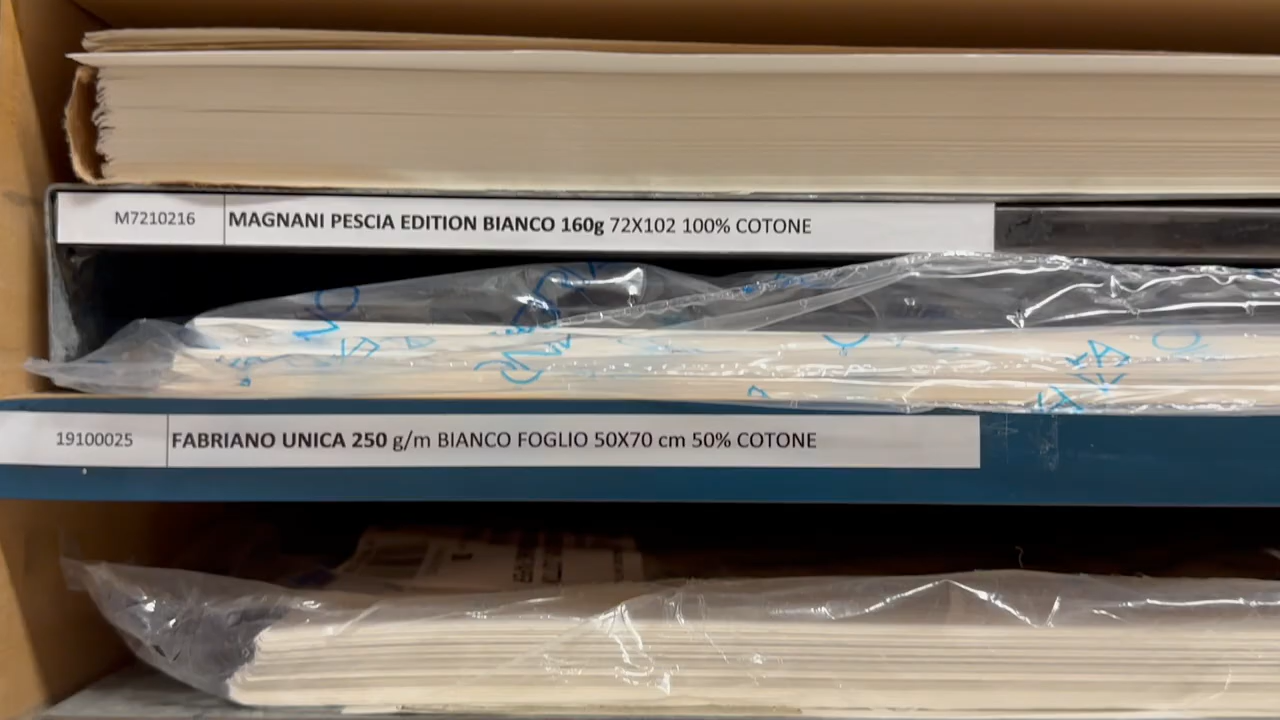 M7210216 MAGNANI PESCIA EDITION BIANCO 160g 72X102 100% COTONE
19100025 FABRIANO UNICA 250 g/m BIANCO FOGLIO 50X70 cm 50% COTONE